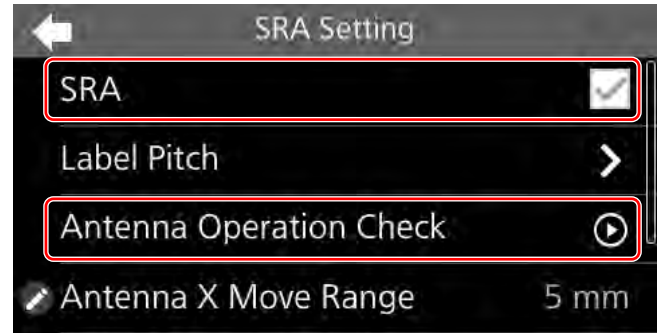 SRA Setting
SRA
Label Pitch
Antenna Operation Check
Antenna X Move Range 5 mm